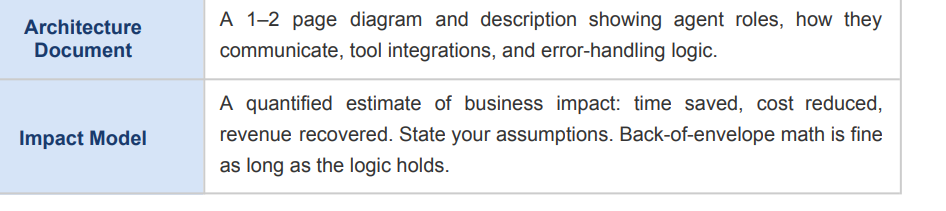 Architecture
Document
A 1–2 page diagram and description showing agent roles, how they
communicate, tool integrations, and error-handling logic.
Impact Model
A quantified estimate of business impact: time saved, cost reduced,
revenue recovered. State your assumptions. Back-of-envelope math is fine
as long as the logic holds.